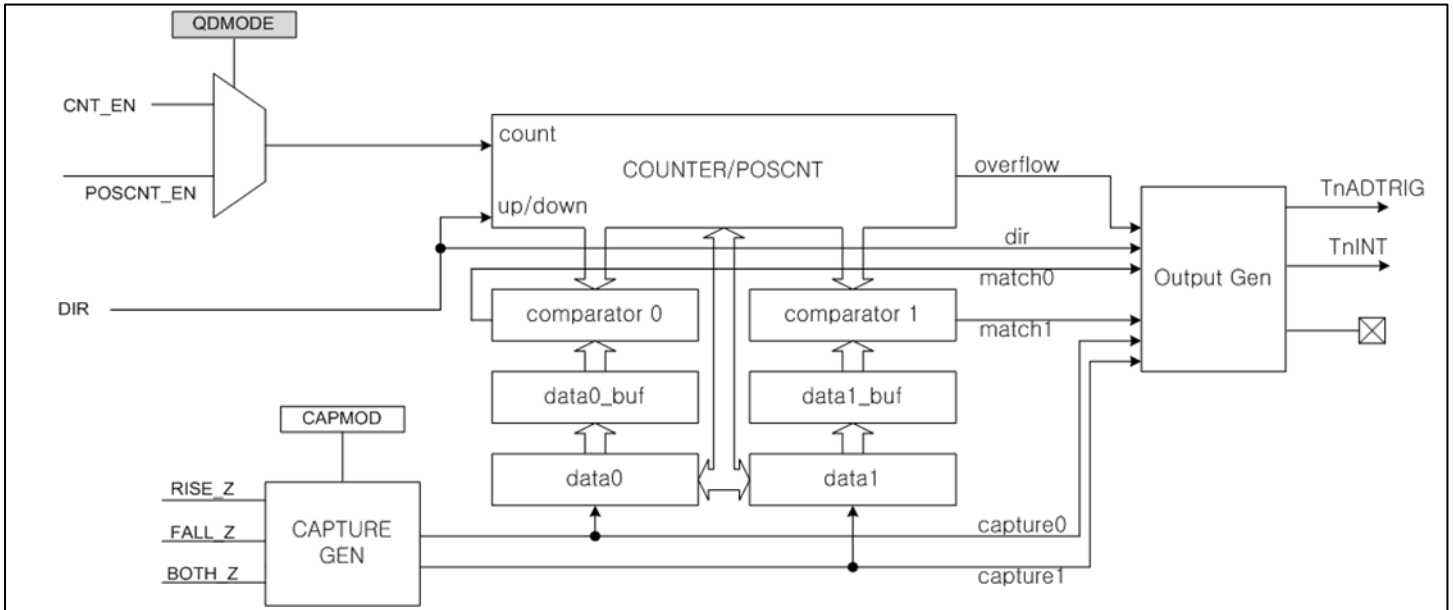 QDMODE
CNT_EN
POSCNT_EN
count
COUNTER/POSCNT
up/down
overflow
dir
match0
TnADTRIG
TnINT
Output Gen
DIR
comparator 0
comparator 1
match1
data0_buf
data1_buf
CAPMOD
data0
data1
RISE_Z
FALL_Z
BOTH_Z
CAPTURE
GEN
capture0
capture1